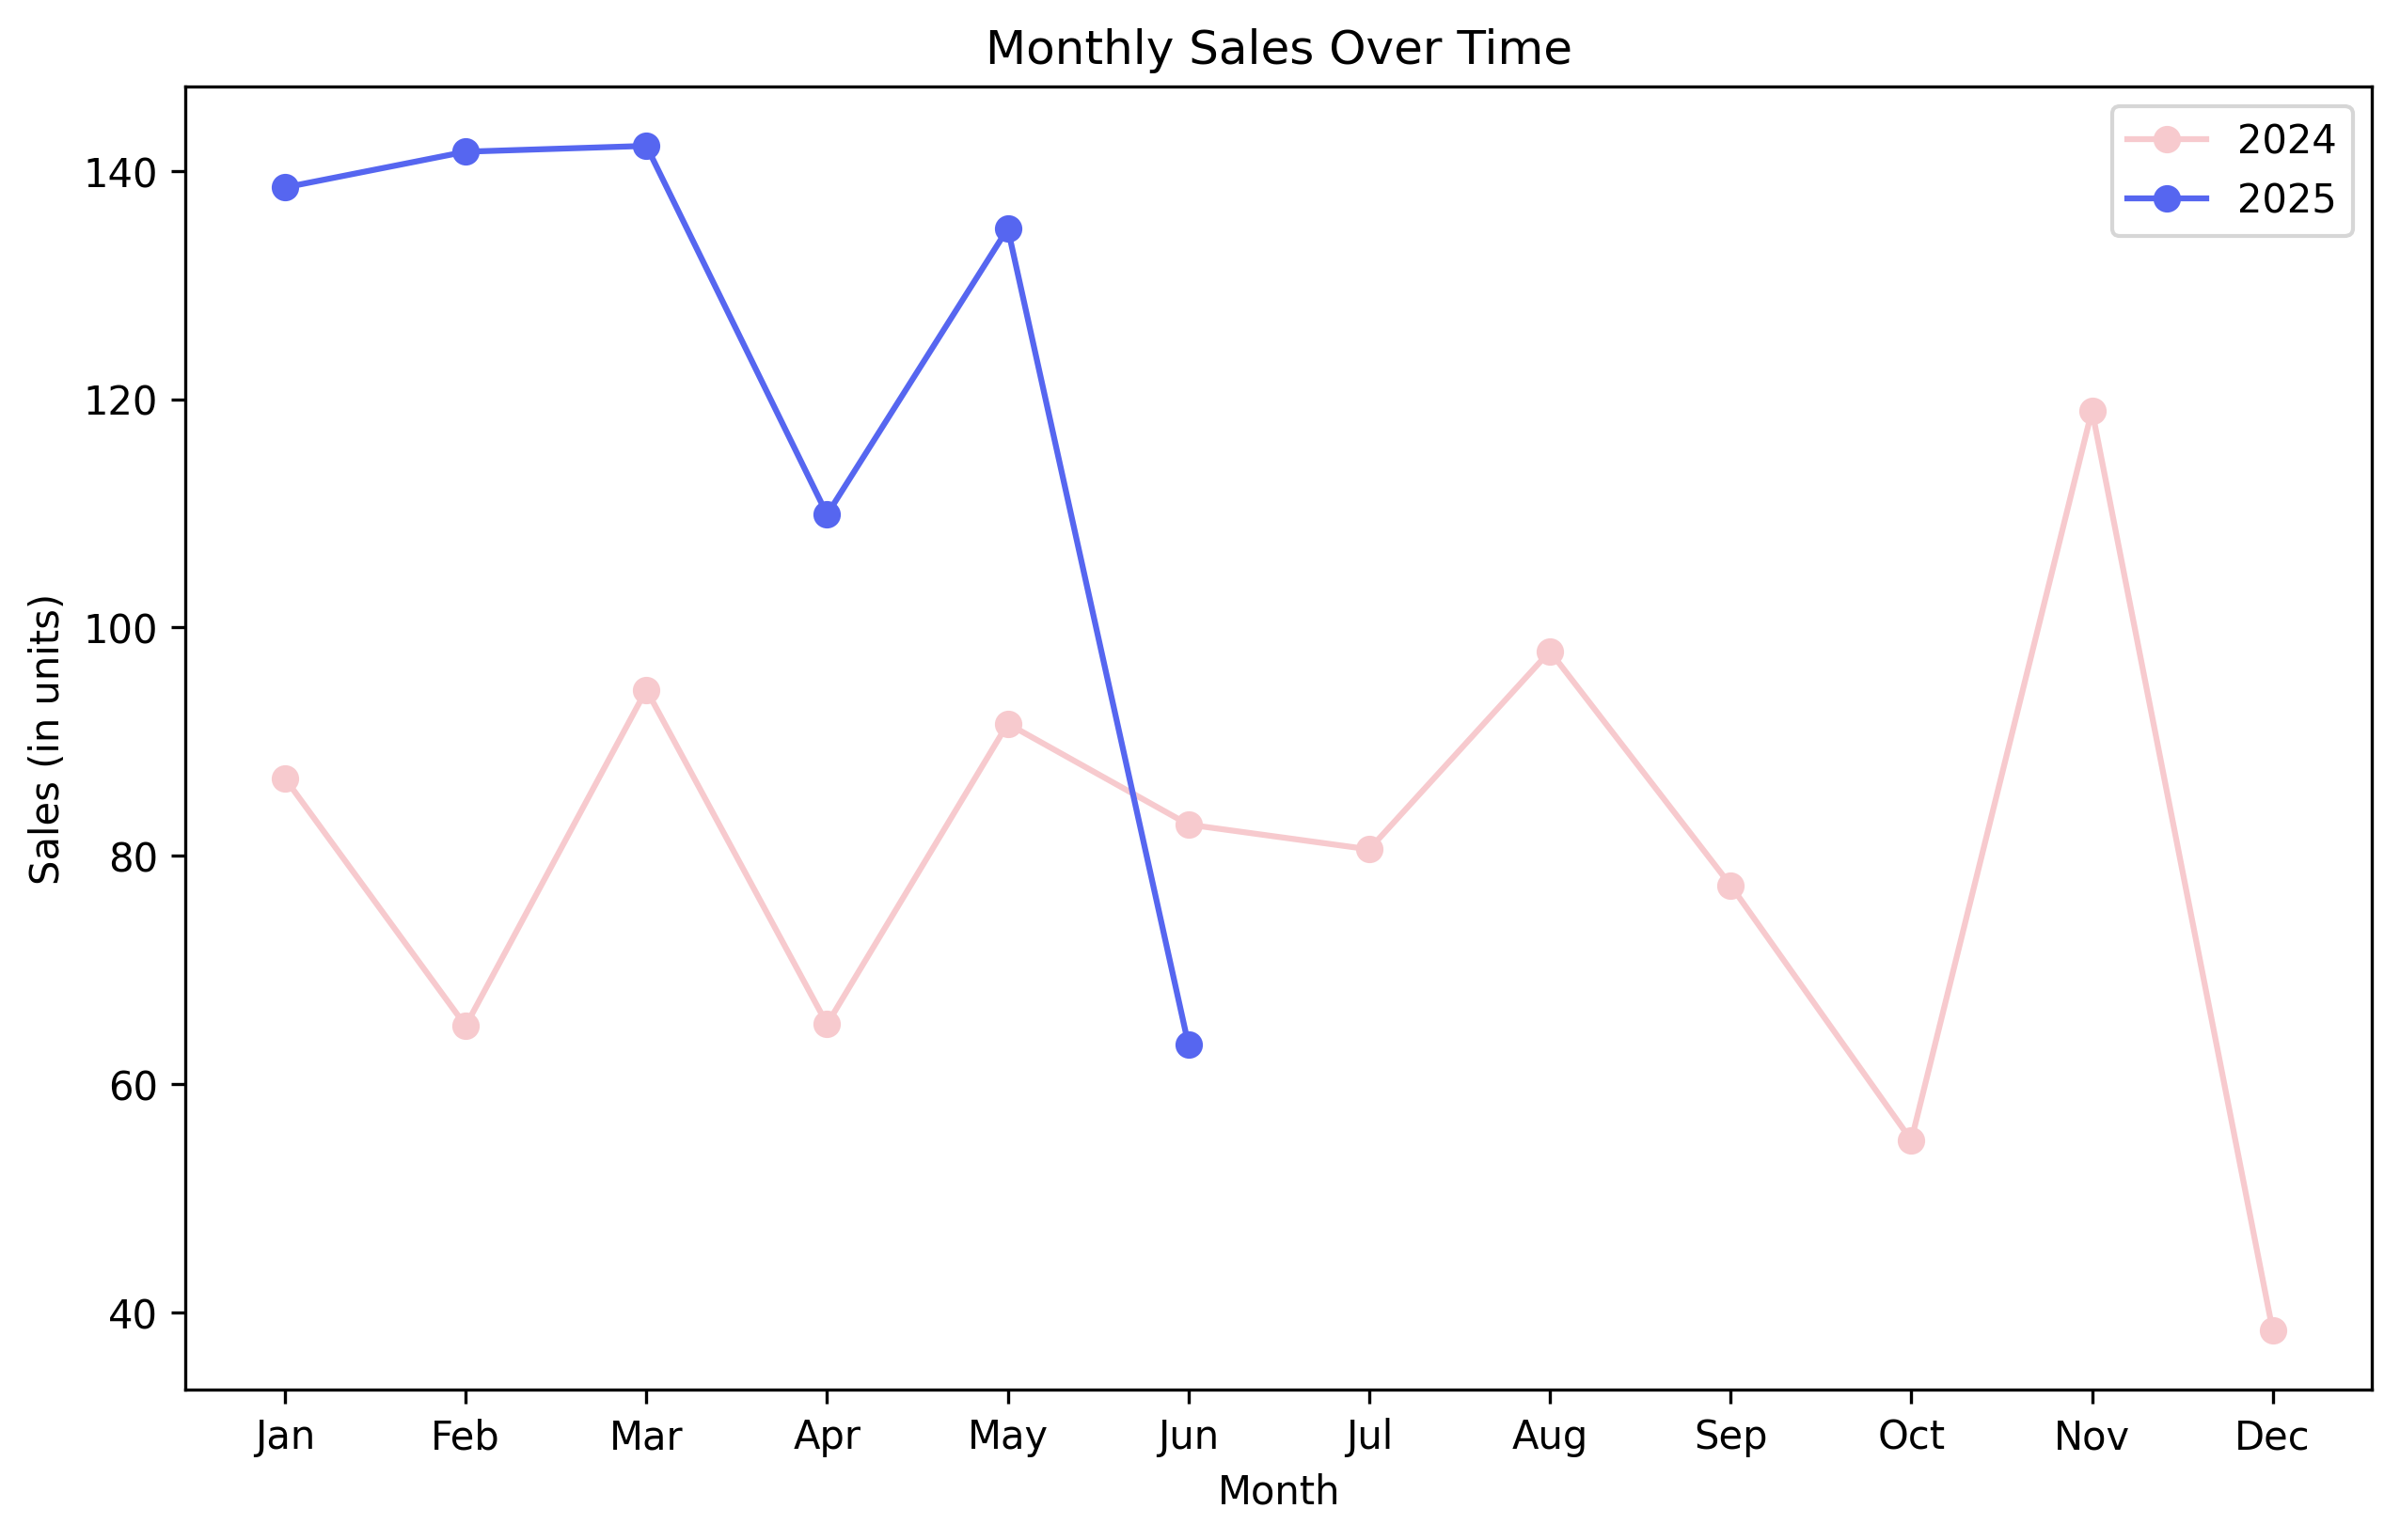 Monthly Sales Over Time
2024
2025
Sales (in units)
140
120
100
80
60
40
Jan Feb Mar Apr May Jun Jul Aug Sep Oct Nov Dec
Month